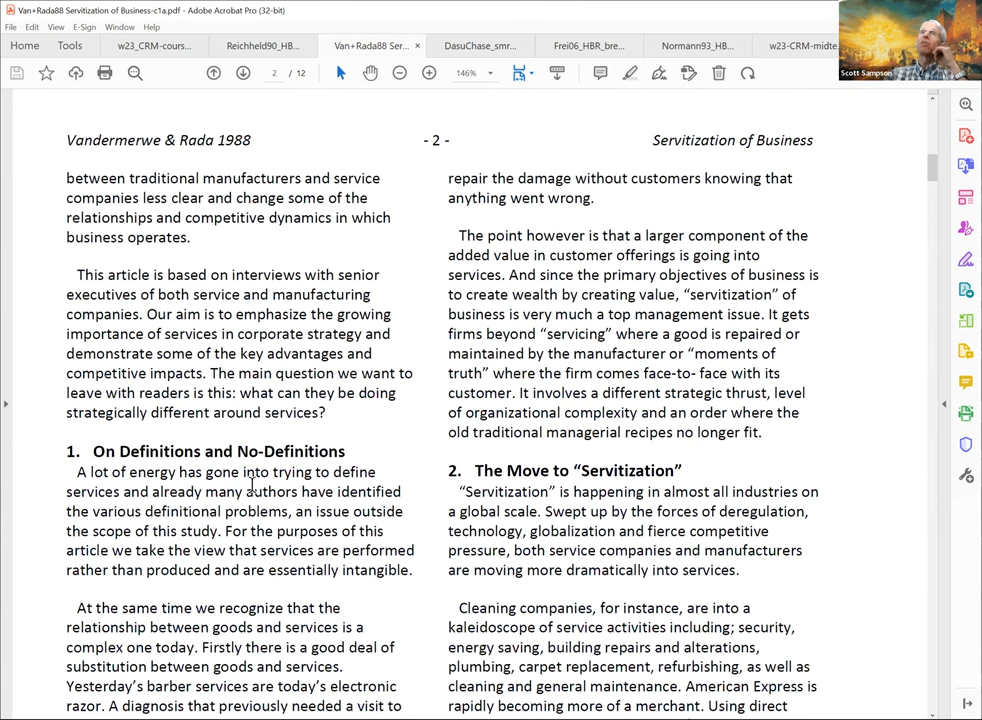 Van+Rada88 Servitization of Business-c1a.pdf - Adobe Acrobat Pro (32-bit)
File Edit View E-Sign Window Help
Home Tools w23_CRM-cours... Reichheld90_HB... Van+Rada88 Ser... × DasuChase_smr... Frei06_HBR_bre... Normann93_HB... w23-CRM-midte...
2 / 12 146%
Scott Sampson
Vandermerwe & Rada 1988 - 2 - Servitization of Business
between traditional manufacturers and service
companies less clear and change some of the
relationships and competitive dynamics in which
business operates.
This article is based on interviews with senior
executives of both service and manufacturing
companies. Our aim is to emphasize the growing
importance of services in corporate strategy and
demonstrate some of the key advantages and
competitive impacts. The main question we want to
leave with readers is this: what can they be doing
strategically different around services?
1. On Definitions and No-Definitions
A lot of energy has gone into trying to define
services and already many authors have identified
the various definitional problems, an issue outside
the scope of this study. For the purposes of this
article we take the view that services are performed
rather than produced and are essentially intangible.
At the same time we recognize that the
relationship between goods and services is a
complex one today. Firstly there is a good deal of
substitution between goods and services.
Yesterday’s barber services are today’s electronic
razor. A diagnosis that previously needed a visit to
repair the damage without customers knowing that
anything went wrong.
The point however is that a larger component of the
added value in customer offerings is going into
services. And since the primary objectives of business is
to create wealth by creating value, “servitization” of
business is very much a top management issue. It gets
firms beyond “servicing” where a good is repaired or
maintained by the manufacturer or “moments of
truth” where the firm comes face-to- face with its
customer. It involves a different strategic thrust, level
of organizational complexity and an order where the
old traditional managerial recipes no longer fit.
2. The Move to “Servitization”
“Servitization” is happening in almost all industries on
a global scale. Swept up by the forces of deregulation,
technology, globalization and fierce competitive
pressure, both service companies and manufacturers
are moving more dramatically into services.
Cleaning companies, for instance, are into a
kaleidoscope of service activities including; security,
energy saving, building repairs and alterations,
plumbing, carpet replacement, refurbishing, as well as
cleaning and general maintenance. American Express is
rapidly becoming more of a merchant. Using direct